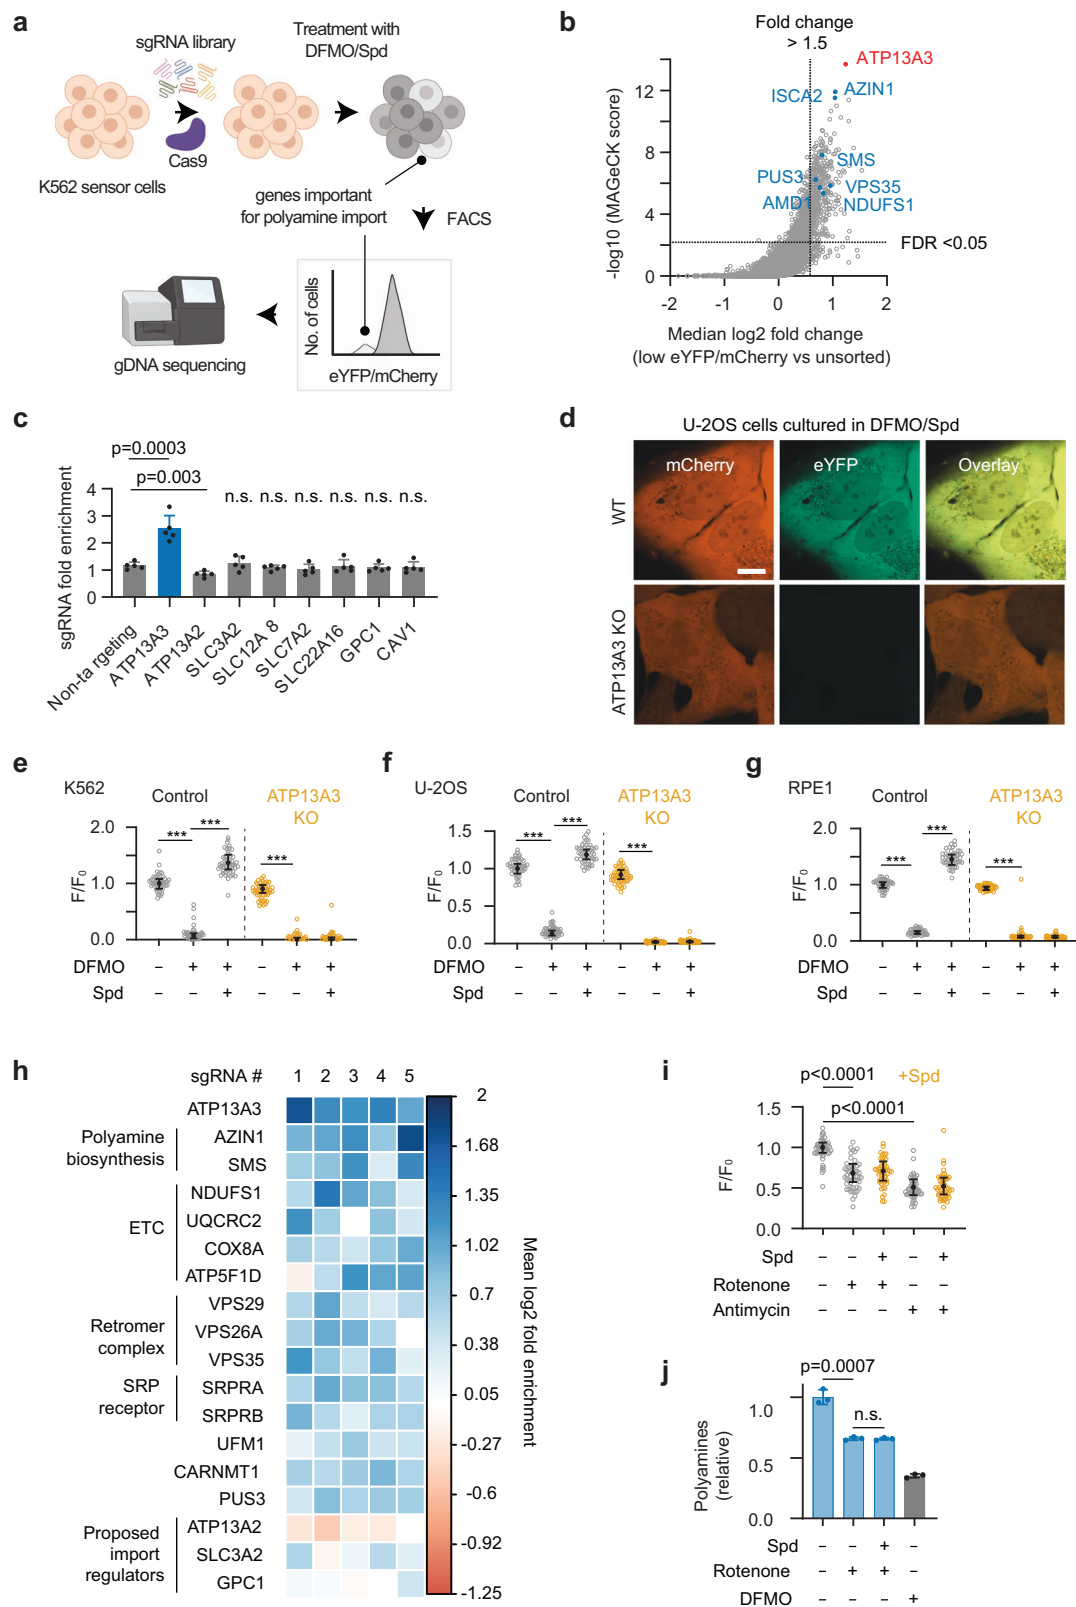 a
sgRNA library
Treatment with
DFMO/Spd
Cas9
K562 sensor cells
genes important
for polyamine import
FACS
No. of cells
eYFP/mCherry
gDNA sequencing
b
Fold change
> 1.5
ATP13A3
AZIN1
ISCA2
SMS
PUS3
VPS35
AMD1
NDUFS1
FDR <0.05
-log10 (MAGeCK score)
12
8
4
0
-2 -1 0 1 2
Median log2 fold change
(low eYFP/mCherry vs unsorted)
c
p=0.0003
p=0.003
n.s. n.s. n.s. n.s. n.s. n.s.
sgRNA fold enrichment
4
3
2
1
0
Non-ta rgeting
ATP13A3
ATP13A2
SLC3A2
SLC12A 8
SLC7A2
SLC22A16
GPC1
CAV1
d
U-2OS cells cultured in DFMO/Spd
mCherry eYFP Overlay
WT
ATP13A3 KO
e
K562
Control
ATP13A3
KO
*** *** ***
F/F0
2.0
1.0
0.0
DFMO – + + – + +
Spd – – + – – +
f
U-2OS
Control
ATP13A3
KO
*** *** ***
F/F0
1.5
1.0
0.5
0.0
– + + – + +
– – + – – +
g
RPE1
Control
ATP13A3
KO
*** *** ***
F/F0
2.0
1.0
0.0
DFMO – + + – + +
Spd – – + – – +
h
sgRNA # 1 2 3 4 5
ATP13A3
Polyamine
biosynthesis
AZIN1
SMS
ETC
NDUFS1
UQCRC2
COX8A
ATP5F1D
Retromer
complex
VPS29
VPS26A
VPS35
SRP
receptor
SRPRA
SRPRB
UFM1
CARNMT1
PUS3
Proposed
import
regulators
ATP13A2
SLC3A2
GPC1
2
1.68
1.35
1.02
0.7
0.38
0.05
-0.27
-0.6
-0.92
-1.25
Mean log2 fold enrichment
i
p<0.0001
+Spd
p<0.0001
F/F0
1.5
1.0
0.5
0.0
Spd – – + – +
Rotenone – + + – –
Antimycin – – – + +
j
p=0.0007
n.s.
Polyamines
(relative)
1.0
0.5
0.0
Spd – – + –
Rotenone – + + –
DFMO – – – +